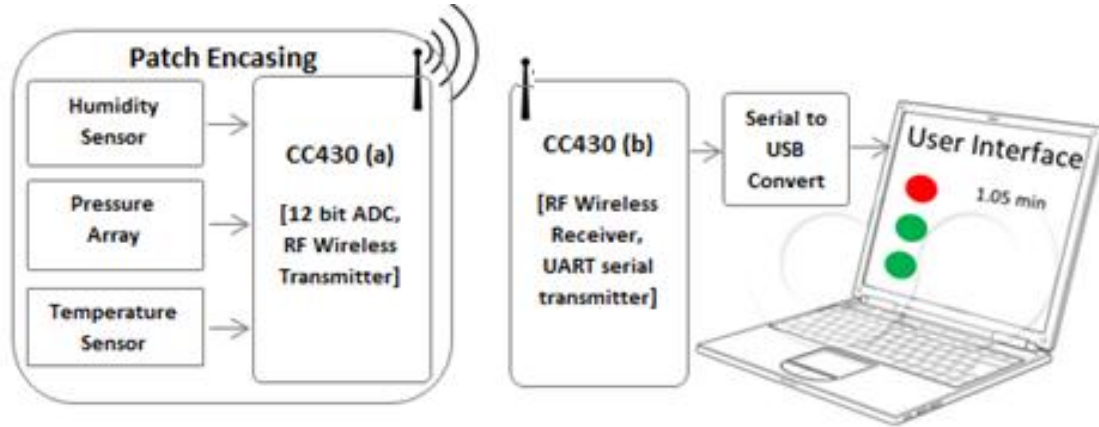 Patch Encasing
Humidity
Sensor
Pressure
Array
Temperature
Sensor
CC430 (a)
[12 bit ADC,
RF Wireless
Transmitter]
CC430 (b)
[RF Wireless
Receiver,
UART serial
transmitter]
Serial to
USB
Convert
User Interface
1.05 min